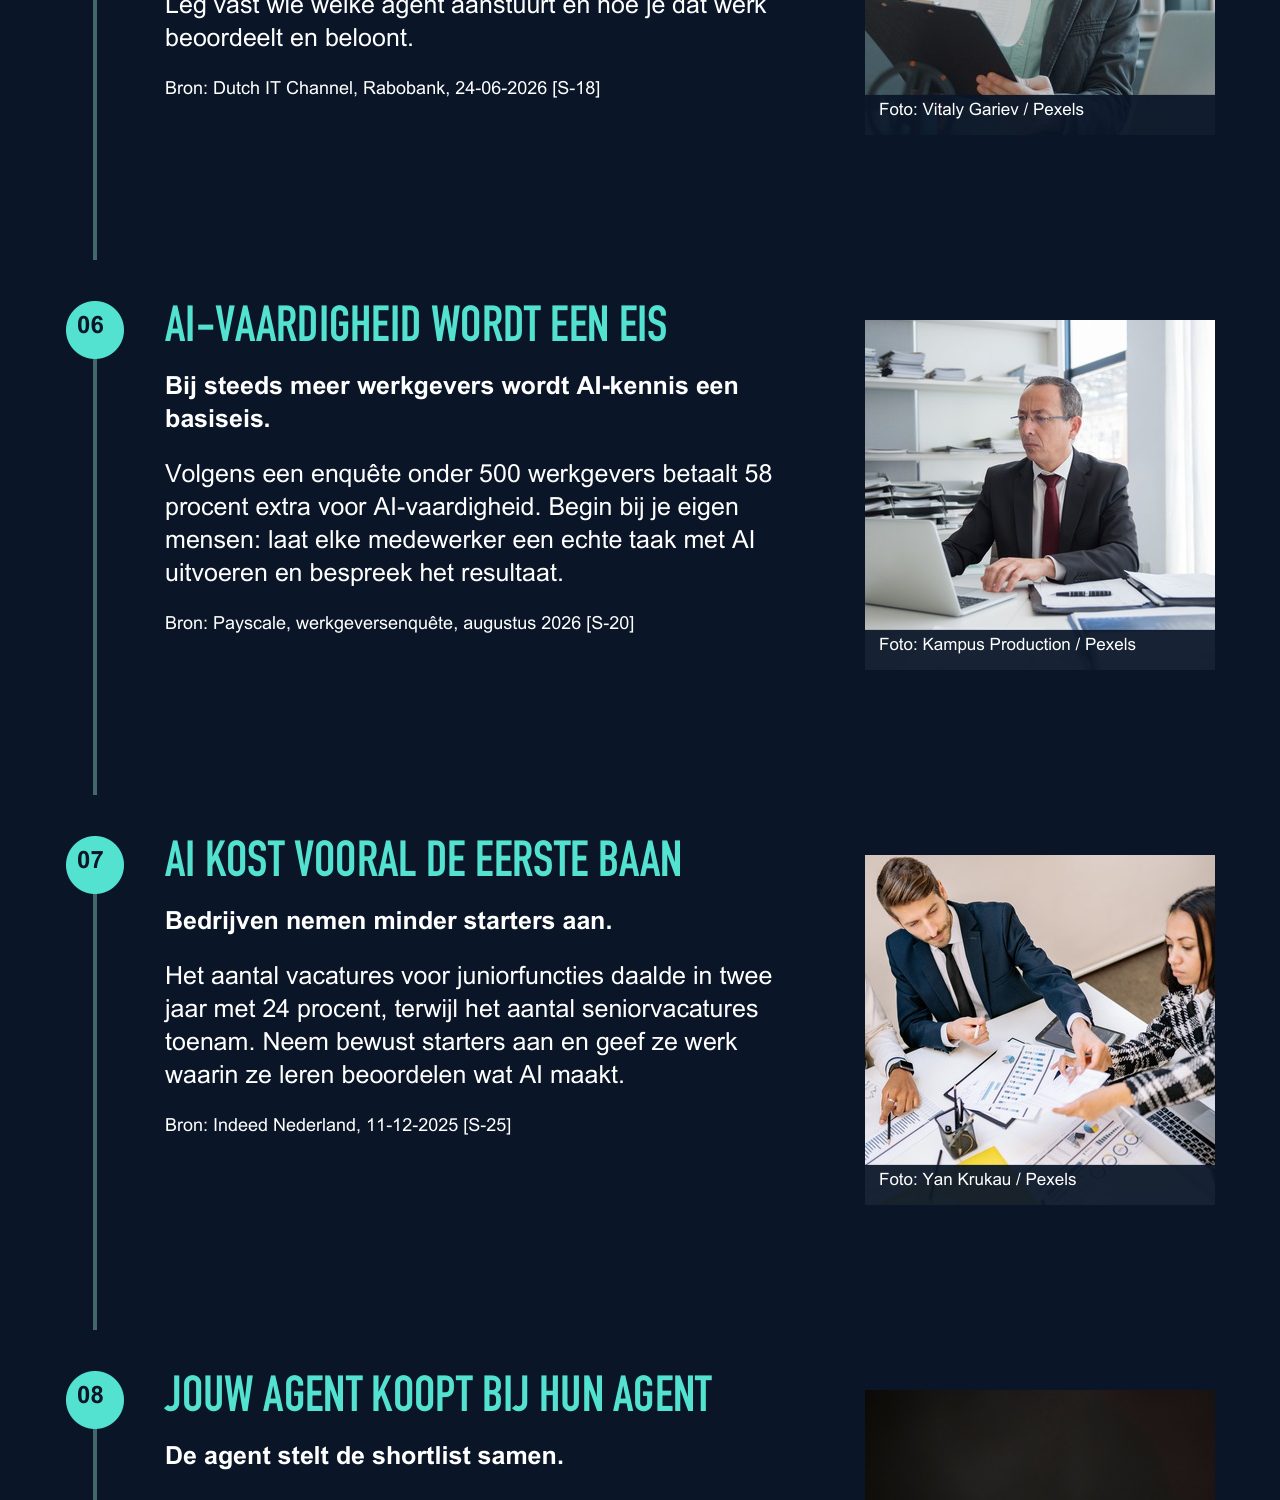 Leg vast wie welke agent aanstuurt en hoe je dat werk
beoordeelt en beloont.
Bron: Dutch IT Channel, Rabobank, 24-06-2026 [S-18]
Foto: Vitaly Gariev / Pexels
06
AI-VAARDIGHEID WORDT EEN EIS
Bij steeds meer werkgevers wordt AI-kennis een
basiseis.
Volgens een enquête onder 500 werkgevers betaalt 58
procent extra voor AI-vaardigheid. Begin bij je eigen
mensen: laat elke medewerker een echte taak met AI
uitvoeren en bespreek het resultaat.
Bron: Payscale, werkgeversenquête, augustus 2026 [S-20]
Foto: Kampus Production / Pexels
07
AI KOST VOORAL DE EERSTE BAAN
Bedrijven nemen minder starters aan.
Het aantal vacatures voor juniorfuncties daalde in twee
jaar met 24 procent, terwijl het aantal seniorvacatures
toenam. Neem bewust starters aan en geef ze werk
waarin ze leren beoordelen wat AI maakt.
Bron: Indeed Nederland, 11-12-2025 [S-25]
Foto: Yan Krukau / Pexels
08
JOUW AGENT KOOPT BIJ HUN AGENT
De agent stelt de shortlist samen.